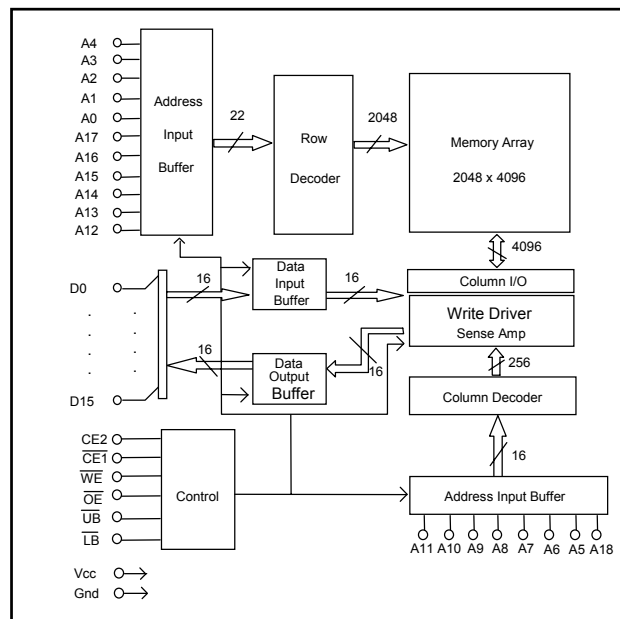 A4
A3
A2
A1
A0
A17
A16
A15
A14
A13
A12
Address
Input
Buffer
22
Row
Decoder
2048
Memory Array
2048 x 4096
4096
D0
. . . .
D15
. . . .
16
Data
Input
Buffer
16
Column I/O
Write Driver
Sense Amp
16
Data
Output
Buffer
16
256
Column Decoder
16
CE2
CE1
WE
OE
UB
LB
Control
Address Input Buffer
A11 A10 A9 A8 A7 A6 A5 A18
Vcc
Gnd